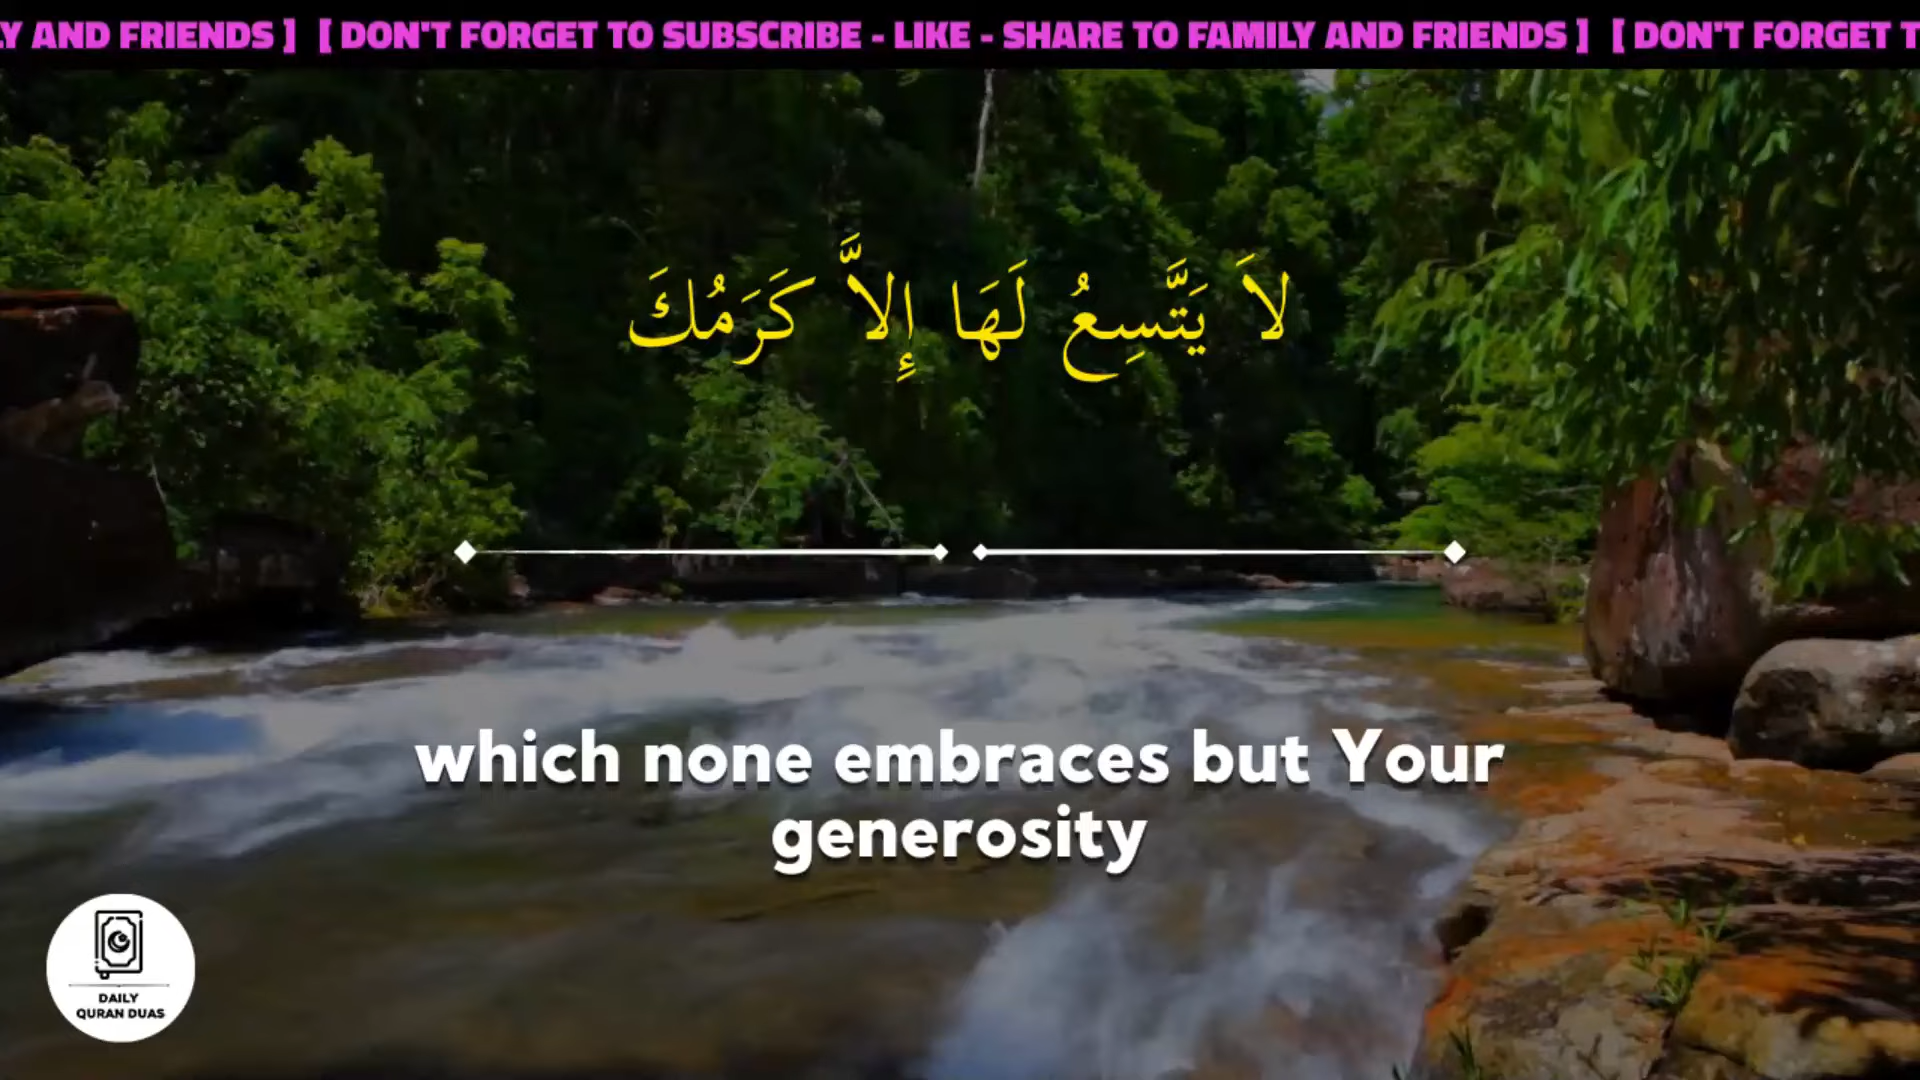 Y AND FRIENDS ] [ DON'T FORGET TO SUBSCRIBE - LIKE - SHARE TO FAMILY AND FRIENDS ] [ DON'T FORGET T
لاَ يَتَّسِعُ لَهَا إِلاَّ كَرَمُكَ
which none embraces but Your
generosity
DAILY
QURAN DUAS